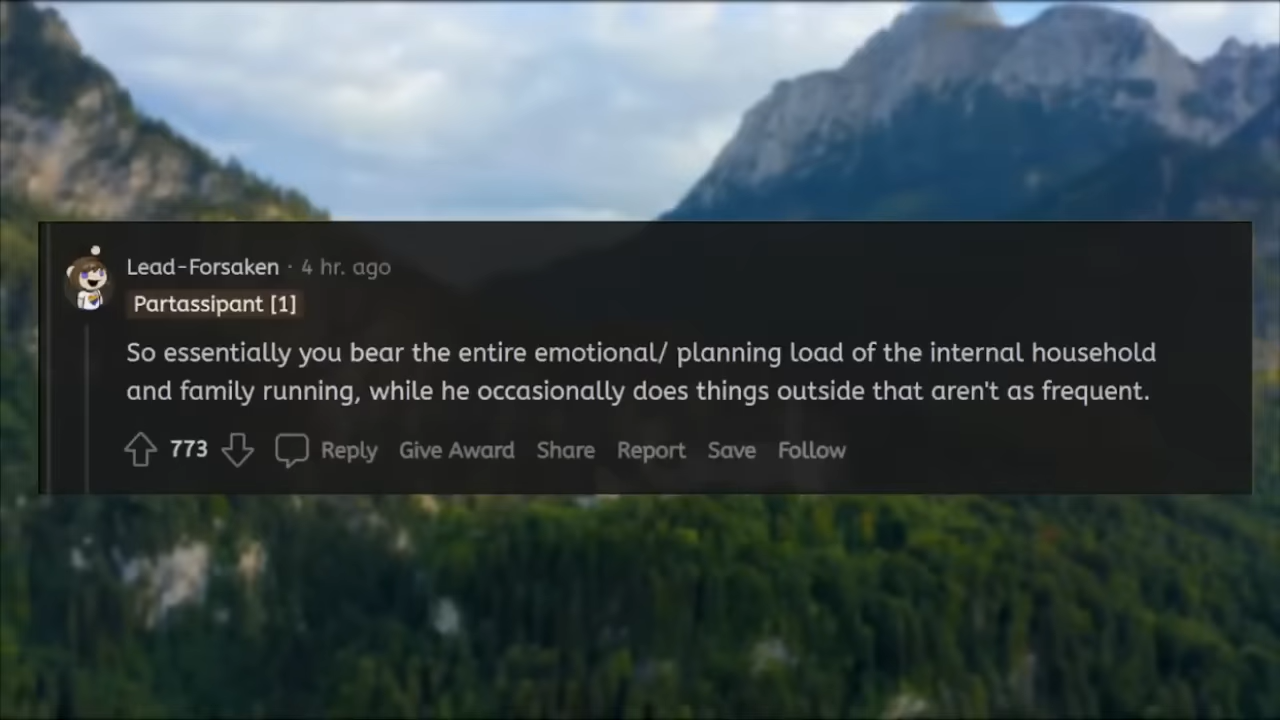 Lead-Forsaken · 4 hr. ago
Partassipant [1]
So essentially you bear the entire emotional/ planning load of the internal household
and family running, while he occasionally does things outside that aren't as frequent.
773 Reply Give Award Share Report Save Follow